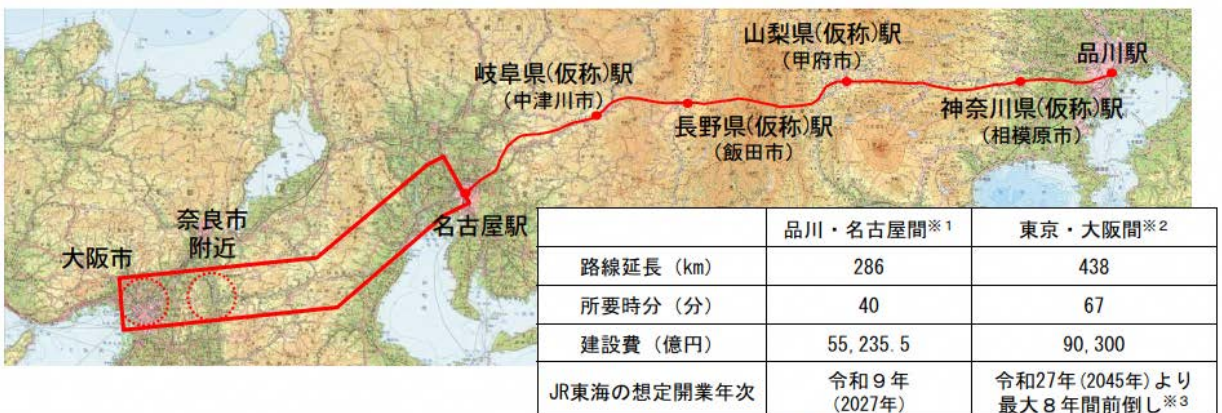 山梨県(仮称)駅
(甲府市)
品川駅
岐阜県(仮称)駅
(中津川市)
長野県(仮称)駅
(飯田市)
神奈川県(仮称)駅
(相模原市)
奈良市
附近
名古屋駅
大阪市
品川・名古屋間※1 東京・大阪間※2
路線延長(km) 286 438
所要時分(分) 40 67
建設費(億円) 55,235.5 90,300
JR東海の想定開業年次 令和9年 令和27年(2045年)より
(2027年) 最大8年間前倒し※3